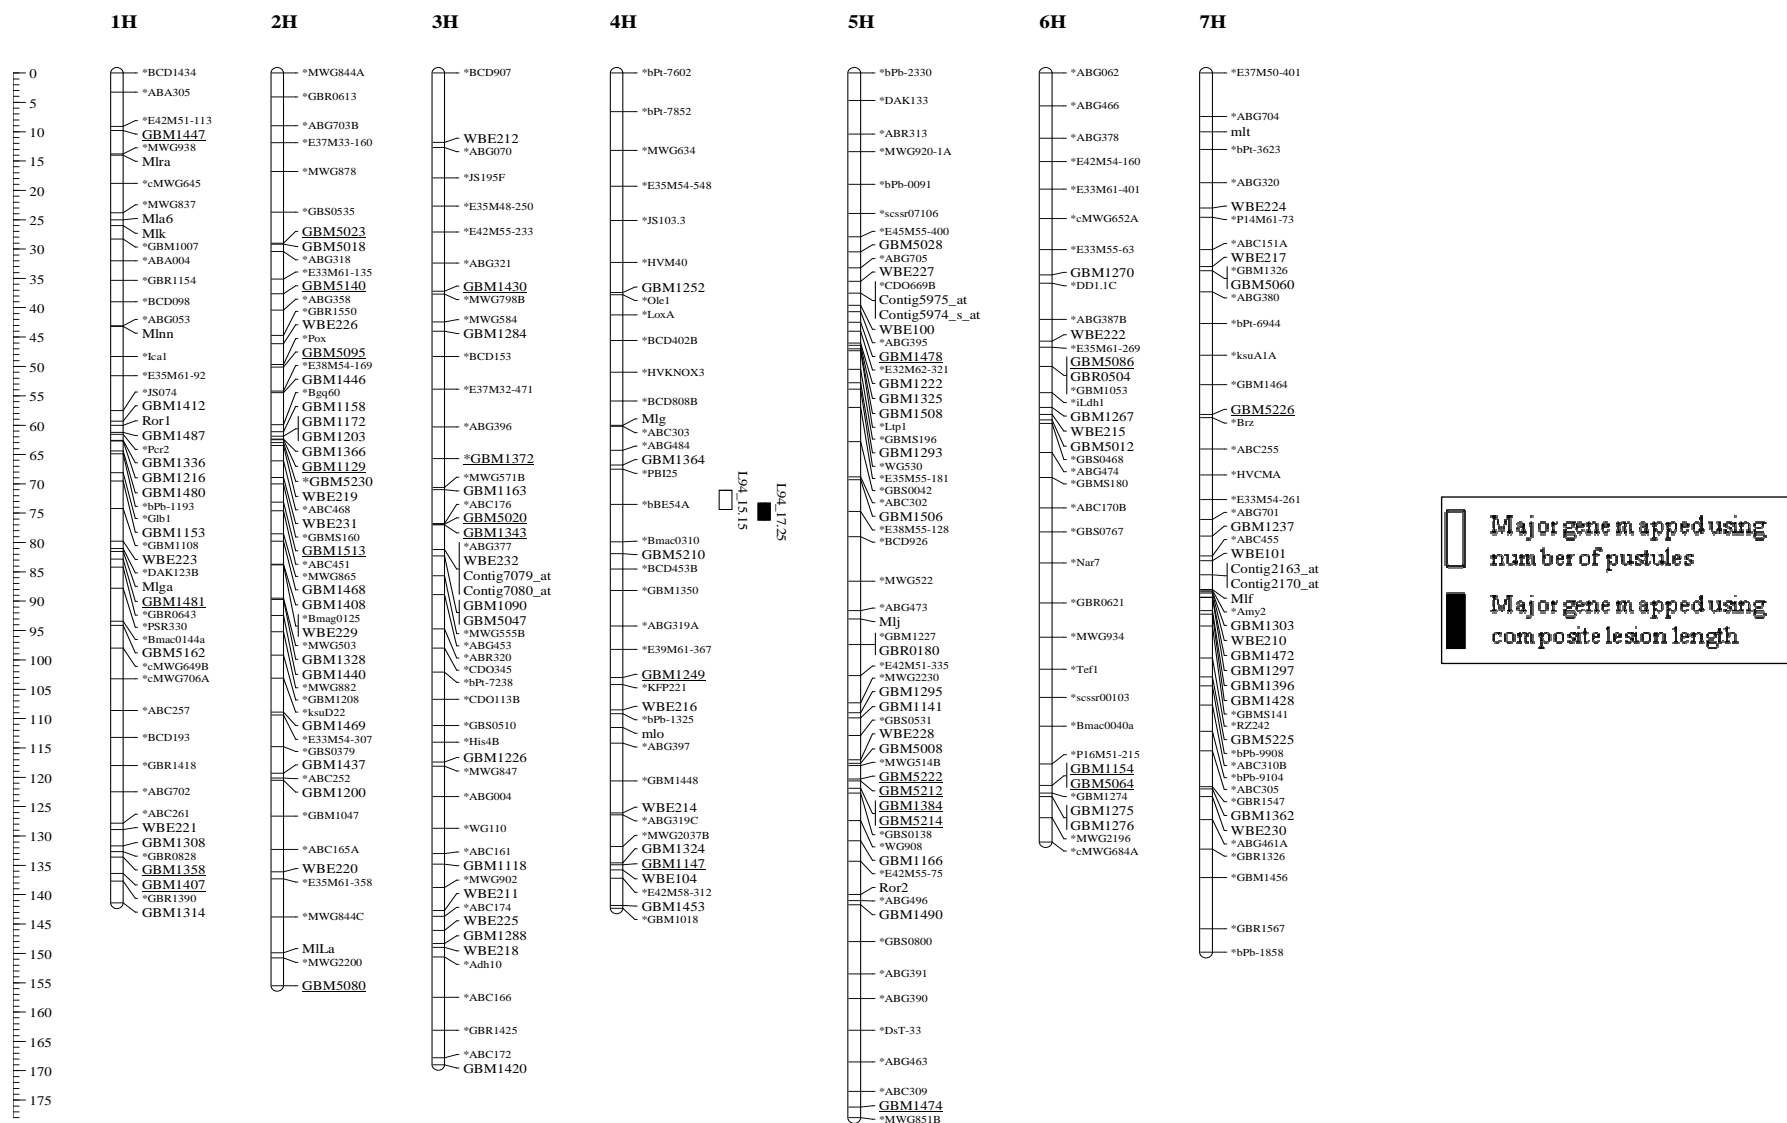 1H
2H
3H
4H
5H
6H
7H
0
5
10
15
20
25
30
35
40
45
50
55
60
65
70
75
80
85
90
95
100
105
110
115
120
125
130
135
140
145
150
155
160
165
170
175
*BCD1434
*ABA305
*E42M51-113
GBM1447
*MWG938
Mlra
*cMWG645
*MWG837
Mla6
Mlk
*GBM1007
*ABA004
*GBR1154
*BCD098
*ABG053
Mlnn
*Ica1
*E35M61-92
*JS074
GBM1412
Ror1
GBM1487
*Pcr2
GBM1336
GBM1216
GBM1480
*bPb-1193
*Glb1
GBM1153
*GBM1108
WBE223
*DAK123B
Mlga
GBM1481
*GBR0643
*PSR330
*Bmac0144a
GBM5162
*cMWG649B
*cMWG706A
*ABC257
*BCD193
*GBR1418
*ABG702
*ABC261
WBE221
GBM1308
*GBR0828
GBM1358
GBM1407
*GBR1390
GBM1314
*MWG844A
*GBR0613
*ABG703B
*E37M33-160
*MWG878
*GBS0535
GBM5023
GBM5018
*ABG318
*E33M61-135
GBM5140
*ABG358
*GBR1550
WBE226
*Pox
GBM5095
*E38M54-169
GBM1446
*Bgq60
GBM1158
GBM1172
GBM1203
GBM1366
GBM1129
*GBM5230
WBE219
*ABC468
WBE231
*GBMS160
GBM1513
*ABC451
*MWG865
GBM1468
GBM1408
*Bmag0125
WBE229
*MWG503
GBM1328
GBM1440
*MWG882
*GBM1208
*ksuD22
GBM1469
*E33M54-307
*GBS0379
GBM1437
*ABC252
GBM1200
*GBM1047
*ABC165A
WBE220
*E35M61-358
*MWG844C
MlLa
*MWG2200
GBM5080
*BCD907
WBE212
*ABG070
*JS195F
*E35M48-250
*E42M55-233
*ABG321
GBM1430
*MWG798B
*MWG584
GBM1284
*BCD153
*E37M32-471
*ABG396
*GBM1372
*MWG571B
GBM1163
*ABC176
GBM5020
GBM1343
*ABG377
WBE232
Contig7079_at
Contig7080_at
GBM1090
GBM5047
*MWG555B
*ABG453
*ABR320
*CDO345
*bPt-7238
*CDO113B
*GBS0510
*His4B
GBM1226
*MWG847
*ABG004
*WG110
*ABC161
GBM1118
*MWG902
WBE211
*ABC174
WBE225
GBM1288
WBE218
*Adh10
*ABC166
*GBR1425
*ABC172
GBM1420
*bPt-7602
*bPt-7852
*MWG634
*E35M54-548
*JS103.3
*HVM40
GBM1252
*Ole1
*LoxA
*BCD402B
*HVKNOX3
*BCD808B
Mlg
*ABC303
*ABG484
GBM1364
*PBI25
*bBE54A
*Bmac0310
GBM5210
*BCD453B
*GBM1350
*ABG319A
*E39M61-367
GBM1249
*KFP221
WBE216
*bPb-1325
mlo
*ABG397
*GBM1448
WBE214
*ABG319C
*MWG2037B
GBM1324
GBM1147
WBE104
*E42M58-312
GBM1453
*GBM1018
L94_15.15
L94_17.25
*bPb-2330
*DAK133
*ABR313
*MWG920-1A
*bPb-0091
*scssr07106
*E45M55-400
GBM5028
*ABG705
WBE227
*CDO669B
Contig5975_at
Contig5974_s_at
WBE100
*ABG395
GBM1478
*E32M62-321
GBM1222
GBM1325
GBM1508
*Ltp1
*GBMS196
GBM1293
*WG530
*E35M55-181
*GBS0042
*ABC302
GBM1506
*E38M55-128
*BCD926
*MWG522
*ABG473
Mlj
*GBM1227
GBR0180
*E42M51-335
*MWG2230
GBM1295
GBM1141
*GBS0531
WBE228
GBM5008
*MWG514B
GBM5222
GBM5212
GBM1384
GBM5214
*GBS0138
*WG908
GBM1166
*E42M55-75
Ror2
*ABG496
GBM1490
*GBS0800
*ABG391
*ABG390
*DsT-33
*ABG463
*ABC309
GBM1474
*MWG851B
*ABG062
*ABG466
*ABG378
*E42M54-160
*E33M61-401
*cMWG652A
*E33M55-63
GBM1270
*DD1.1C
*ABG387B
WBE222
*E35M61-269
GBM5086
GBR0504
*GBM1053
*iLdh1
GBM1267
WBE215
GBM5012
*GBS0468
*ABG474
*GBMS180
*ABC170B
*GBS0767
*Nar7
*GBR0621
*MWG934
*Tef1
*scssr00103
*Bmac0040a
*P16M51-215
GBM1154
GBM5064
*GBM1274
GBM1275
GBM1276
*MWG2196
*cMWG684A
*E37M50-401
*ABG704
mlt
*bPt-3623
*ABG320
WBE224
*P14M61-73
*ABC151A
WBE217
*GBM1326
GBM5060
*ABG380
*bPt-6944
*ksuA1A
*GBM1464
GBM5226
*Brz
*ABC255
*HVCMA
*E33M54-261
*ABG701
GBM1237
*ABC455
WBE101
Contig2163_at
Contig2170_at
Mlf
*Amy2
GBM1303
WBE210
GBM1472
GBM1297
GBM1396
GBM1428
*GBMS141
*RZ242
GBM5225
*bPb-9908
*ABC310B
*bPb-9104
*ABC305
*GBR1547
GBM1362
WBE230
*ABG461A
*GBR1326
*GBM1456
*GBR1567
*bPb-1858
Major gene mapped using
number of pustules
Major gene mapped using
composite lesion length